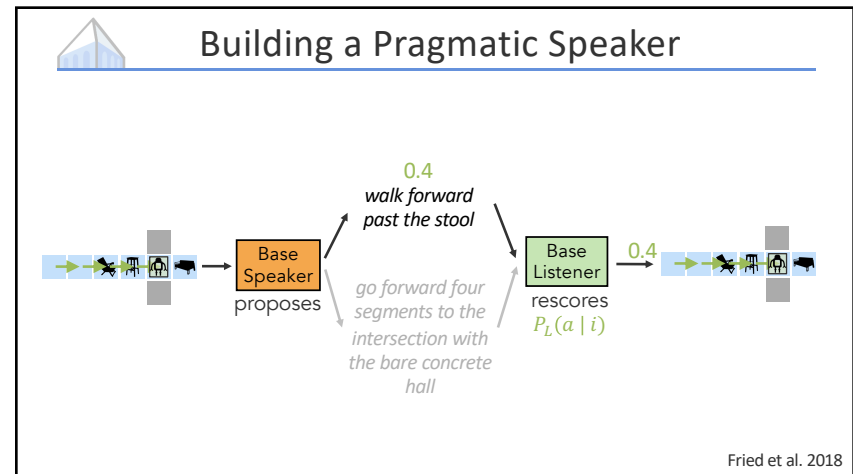 Building a Pragmatic Speaker
0.4
walk forward
past the stool
Base
Speaker
proposes
go forward four
segments to the
intersection with
the bare concrete
hall
Base
Listener
rescores
P_L(a | i)
0.4
Fried et al. 2018